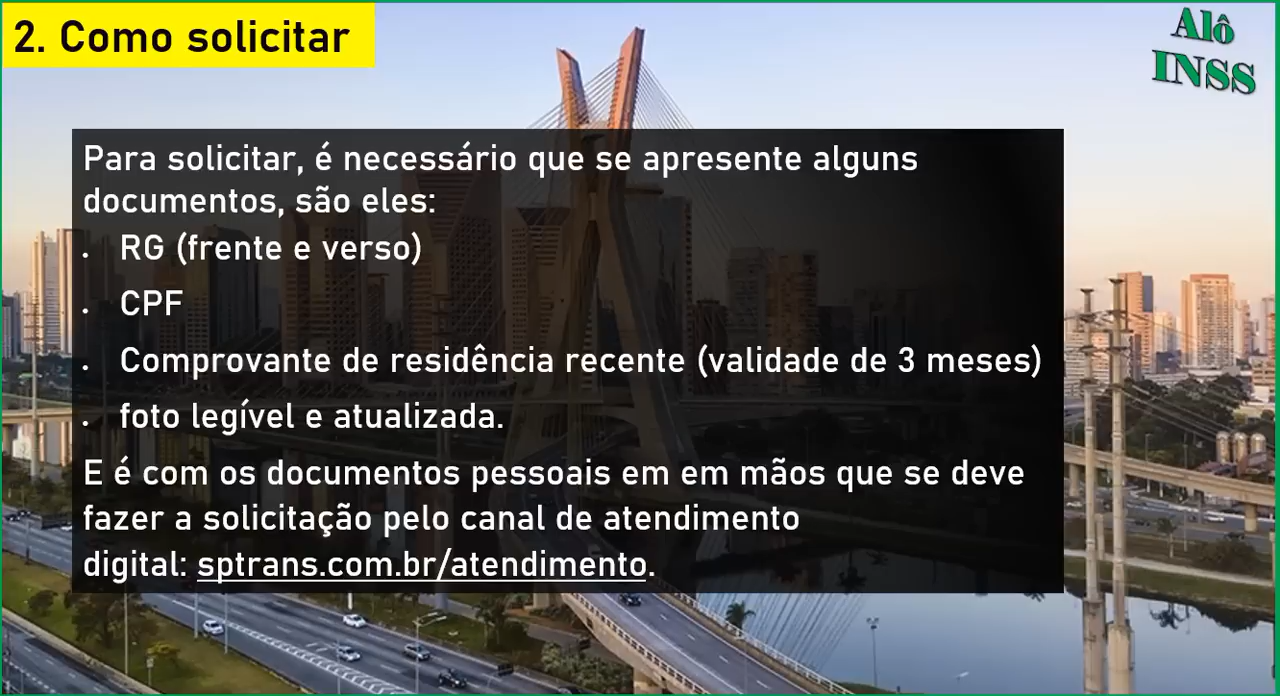 2. Como solicitar
Alô
INSS
Para solicitar, é necessário que se apresente alguns
documentos, são eles:
• RG (frente e verso)
• CPF
• Comprovante de residência recente (validade de 3 meses)
• foto legível e atualizada.
E é com os documentos pessoais em em mãos que se deve
fazer a solicitação pelo canal de atendimento
digital: sptrans.com.br/atendimento.